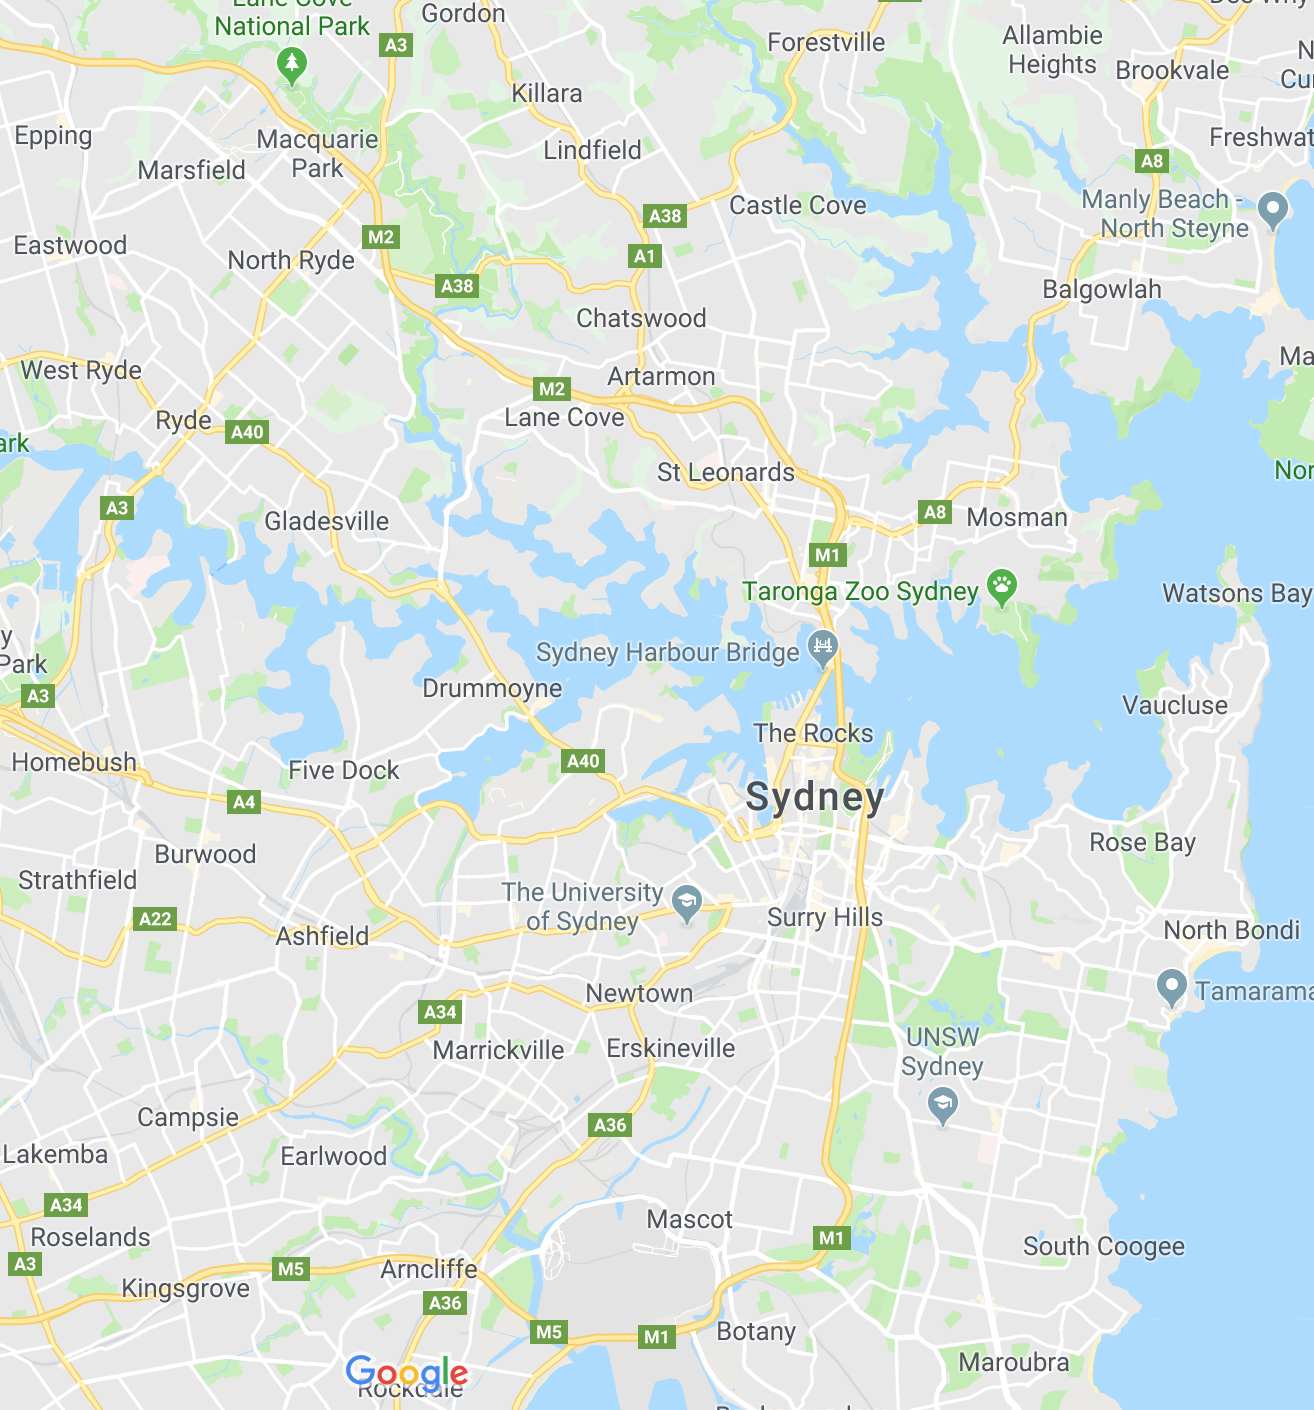 Lane Cove
National Park
Gordon
A3
Forestville
Allambie
Heights
Brookvale
Killara
Epping
Macquarie
Park
Marsfield
Lindfield
Freshwat
A8
Castle Cove
A38
Manly Beach -
North Steyne
Eastwood
M2
North Ryde
A1
A38
Balgowlah
Chatswood
West Ryde
Artarmon
Ma
M2
Lane Cove
Ryde
A40
ark
St Leonards
Nor
A3
Gladesville
A8
Mosman
M1
Taronga Zoo Sydney
Watsons Bay
y
Park
Sydney Harbour Bridge
A3
Drummoyne
Vaucluse
The Rocks
Homebush
Five Dock
A40
Sydney
A4
Burwood
Rose Bay
Strathfield
The University
of Sydney
A22
Ashfield
Surry Hills
North Bondi
Newtown
Tamarama
A34
Marrickville
Erskineville
UNSW
Sydney
Campsie
A36
Lakemba
Earlwood
A34
Roselands
Mascot
M1
South Coogee
A3
M5
Arncliffe
Kingsgrove
A36
M5
M1
Botany
Maroubra
Google
Rockdale